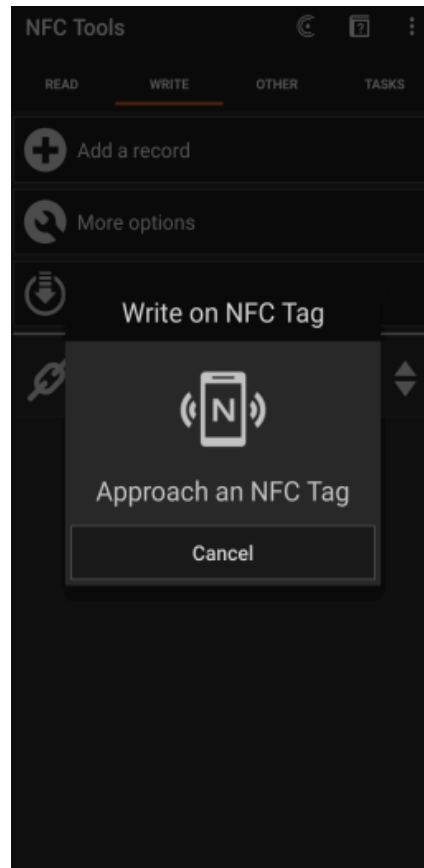 NFC Tools
READ WRITE OTHER TASKS
Add a record
More options
Write on NFC Tag
N
Approach an NFC Tag
Cancel